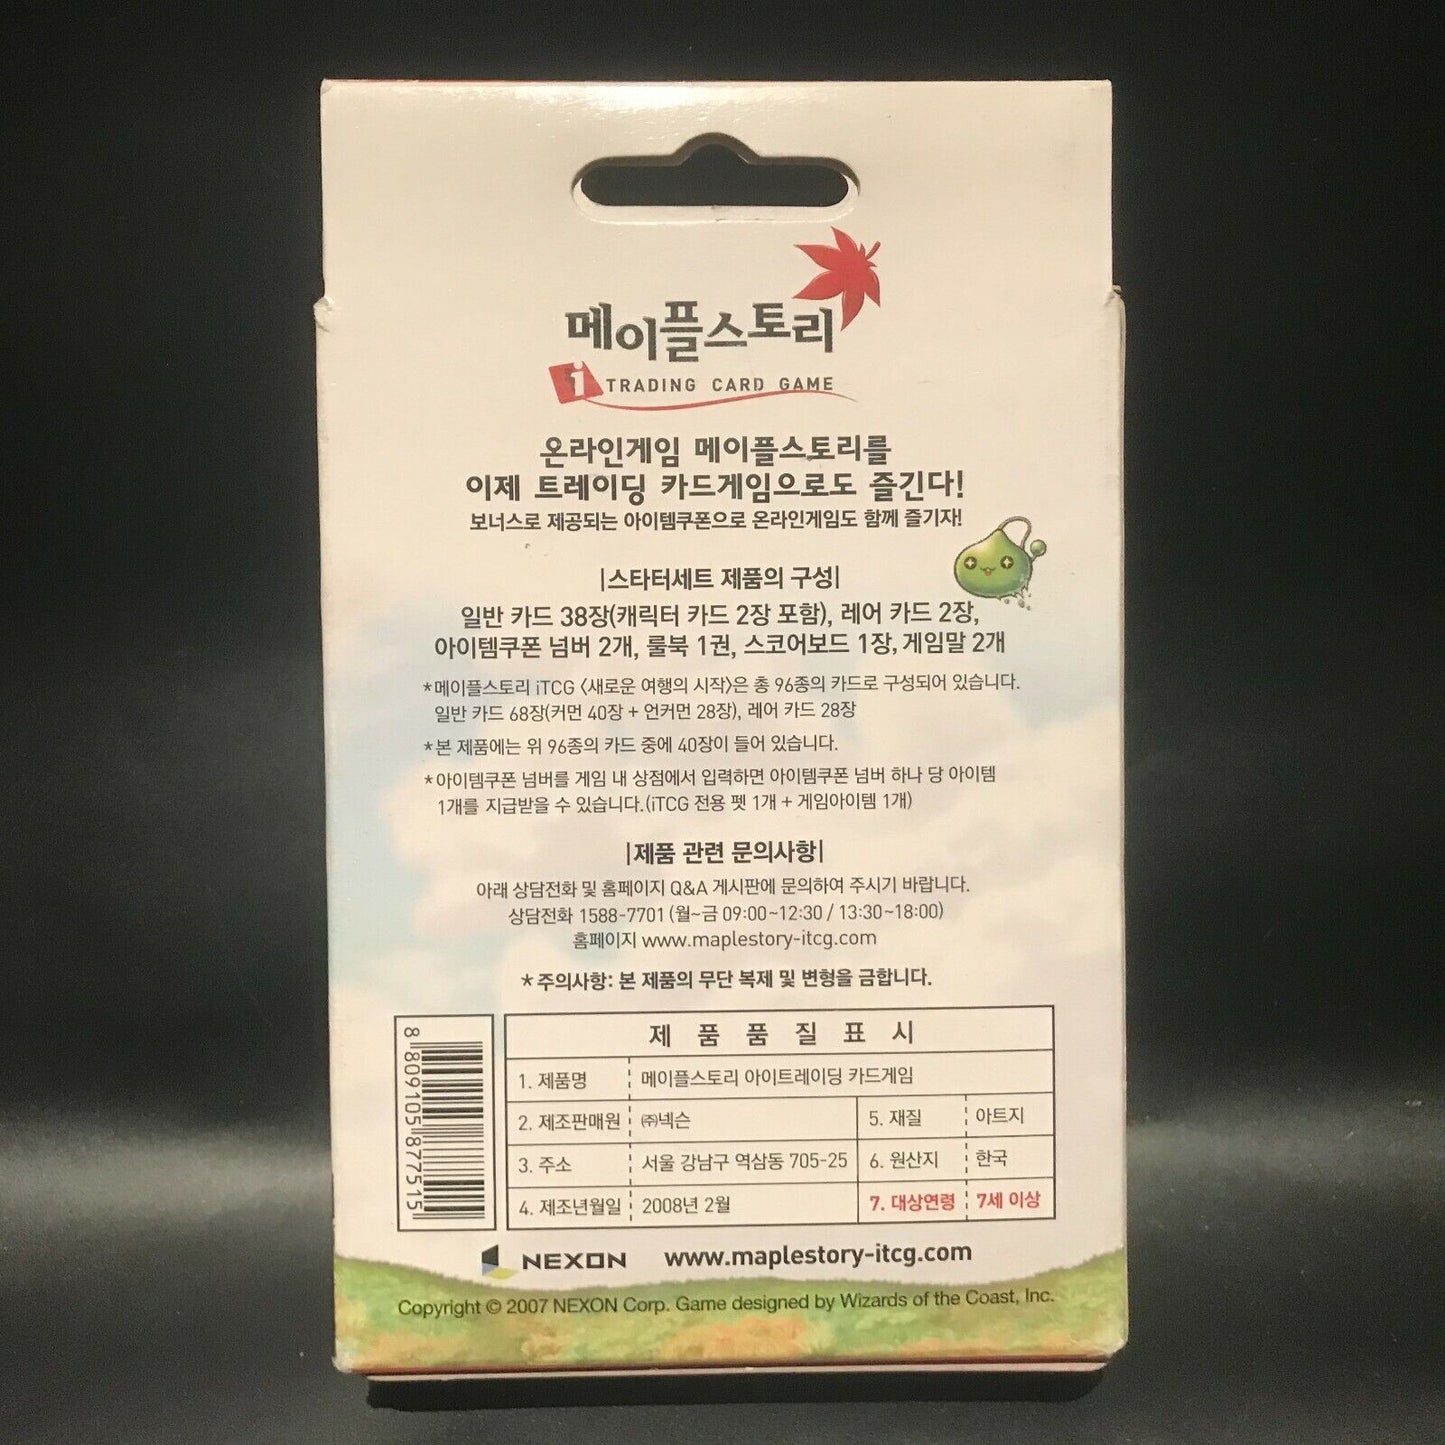 메이플스토리
i TRADING CARD GAME
온라인게임 메이플스토리를
이제 트레이딩 카드게임으로도 즐긴다!
보너스로 제공되는 아이템쿠폰으로 온라인게임도 함께 즐기자!
|스타터세트 제품의 구성|
일반 카드 38장(캐릭터 카드 2장 포함), 레어 카드 2장,
아이템쿠폰 넘버 2개, 룰북 1권, 스코어보드 1장, 게임말 2개
*메이플스토리 iTCG 〈새로운 여행의 시작〉은 총 96종의 카드로 구성되어 있습니다.
일반 카드 68장(커먼 40장 + 언커먼 28장), 레어 카드 28장
*본 제품에는 위 96종의 카드 중에 40장이 들어 있습니다.
*아이템쿠폰 넘버를 게임 내 상점에서 입력하면 아이템쿠폰 넘버 하나 당 아이템
1개를 지급받을 수 있습니다.(iTCG 전용 펫 1개 + 게임아이템 1개)
|제품 관련 문의사항|
아래 상담전화 및 홈페이지 Q&A 게시판에 문의하여 주시기 바랍니다.
상담전화 1588-7701 (월~금 09:00~12:30 / 13:30~18:00)
홈페이지 www.maplestory-itcg.com
*주의사항: 본 제품의 무단 복제 및 변형을 금합니다.
8 809105 877515
제 품 품 질 표 시
1. 제품명 메이플스토리 아이트레이딩 카드게임
2. 제조판매원 ㈜넥슨 5. 재질 아트지
3. 주소 서울 강남구 역삼동 705-25 6. 원산지 한국
4. 제조년월일 2008년 2월 7. 대상연령 7세 이상
NEXON www.maplestory-itcg.com
Copyright © 2007 NEXON Corp. Game designed by Wizards of the Coast, Inc.